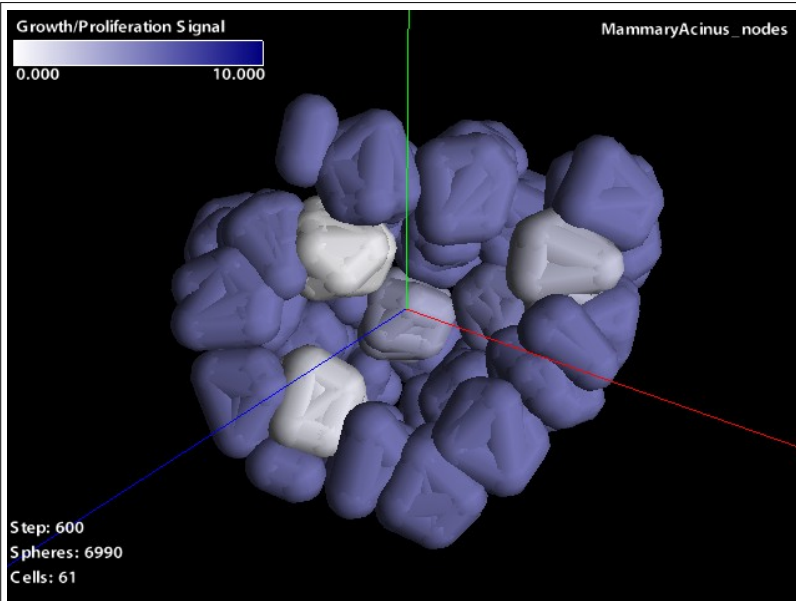 Growth/Proliferation Signal
MammaryAcinus_nodes
0.000 10.000
Step: 600
Spheres: 6990
Cells: 61